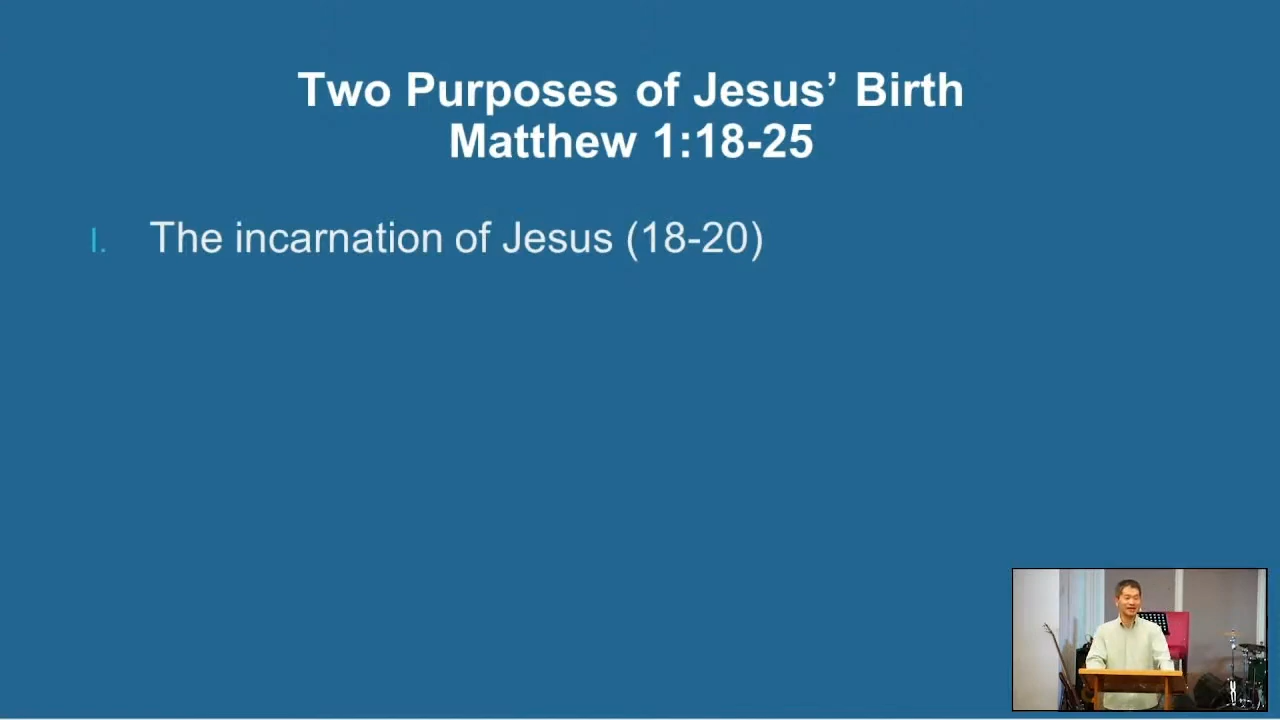 Two Purposes of Jesus’ Birth
Matthew 1:18-25
I. The incarnation of Jesus (18-20)